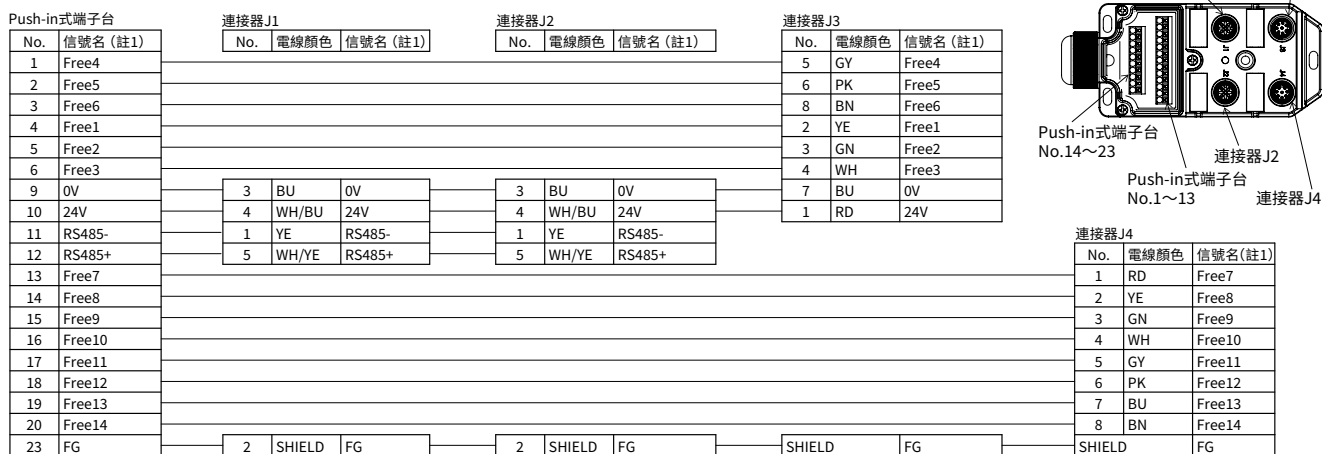 Push-in式端子台 連接器J1 連接器J2 連接器J3
No. 信號名（註1） No. 電線顏色 信號名（註1） No. 電線顏色 信號名（註1） No. 電線顏色 信號名（註1）
1 Free4 5 GY Free4
2 Free5 6 PK Free5
3 Free6 8 BN Free6
4 Free1 2 YE Free1
5 Free2 3 GN Free2
6 Free3 4 WH Free3
9 0V 3 BU 0V 3 BU 0V 7 BU 0V
10 24V 4 WH/BU 24V 4 WH/BU 24V 1 RD 24V
11 RS485- 1 YE RS485- 1 YE RS485-
12 RS485+ 5 WH/YE RS485+ 5 WH/YE RS485+
連接器J4
No. 電線顏色 信號名(註1)
13 Free7 1 RD Free7
14 Free8 2 YE Free8
15 Free9 3 GN Free9
16 Free10 4 WH Free10
17 Free11 5 GY Free11
18 Free12 6 PK Free12
19 Free13 7 BU Free13
20 Free14 8 BN Free14
23 FG 2 SHIELD FG 2 SHIELD FG SHIELD FG SHIELD FG
Push-in式端子台
No.14～23
連接器J2
Push-in式端子台
No.1～13
連接器J4